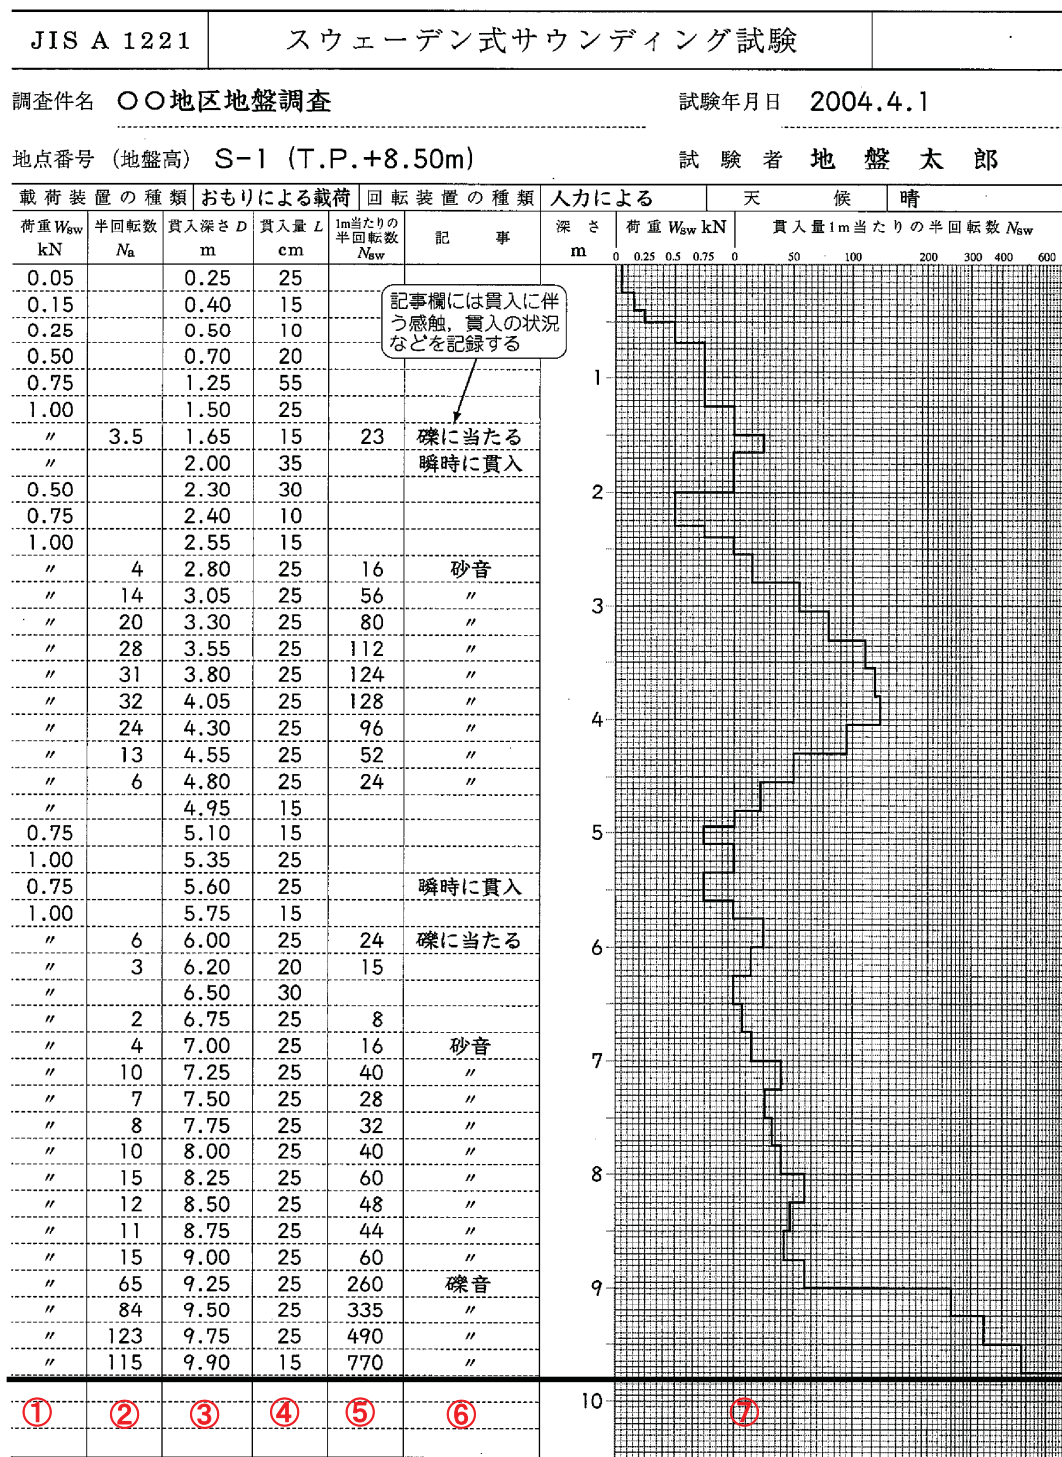 JIS A 1221 スウェーデン式サウンディング試験
調査件名 〇〇地区地盤調査 試験年月日 2004.4.1
地点番号 (地盤高) S-1 (T.P.+8.50m) 試験者 地盤太郎
載荷装置の種類 おもりによる載荷 回転装置の種類 人力による 天候 晴
荷重Wsw kN 半回転数 Na 貫入深さD m 貫入量L cm 1m当たりの半回転数 Nsw 記事 深さ m 荷重Wsw kN 貫入量1m当たりの半回転数Nsw
0 0.25 0.5 0.75 0 50 100 200 300 400 600
0.05 0.25 25
0.15 0.40 15
0.25 0.50 10
0.50 0.70 20
0.75 1.25 55
1.00 1.50 25
〃 3.5 1.65 15 23 礫に当たる
〃 2.00 35 瞬時に貫入
0.50 2.30 30
0.75 2.40 10
1.00 2.55 15
〃 4 2.80 25 16 砂音
〃 14 3.05 25 56 〃
〃 20 3.30 25 80 〃
〃 28 3.55 25 112 〃
〃 31 3.80 25 124 〃
〃 32 4.05 25 128 〃
〃 24 4.30 25 96 〃
〃 13 4.55 25 52 〃
〃 6 4.80 25 24 〃
〃 4.95 15
0.75 5.10 15
1.00 5.35 25
0.75 5.60 25 瞬時に貫入
1.00 5.75 15
〃 6 6.00 25 24 礫に当たる
〃 3 6.20 20 15
〃 6.50 30
〃 2 6.75 25 8
〃 4 7.00 25 16 砂音
〃 10 7.25 25 40 〃
〃 7 7.50 25 28 〃
〃 8 7.75 25 32 〃
〃 10 8.00 25 40 〃
〃 15 8.25 25 60 〃
〃 12 8.50 25 48 〃
〃 11 8.75 25 44 〃
〃 15 9.00 25 60 〃
〃 65 9.25 25 260 礫音
〃 84 9.50 25 335 〃
〃 123 9.75 25 490 〃
〃 115 9.90 15 770 〃
記事欄には貫入に伴
う感触，貫入の状況
などを記録する
1
2
3
4
5
6
7
8
9
10
① ② ③ ④ ⑤ ⑥ ⑦